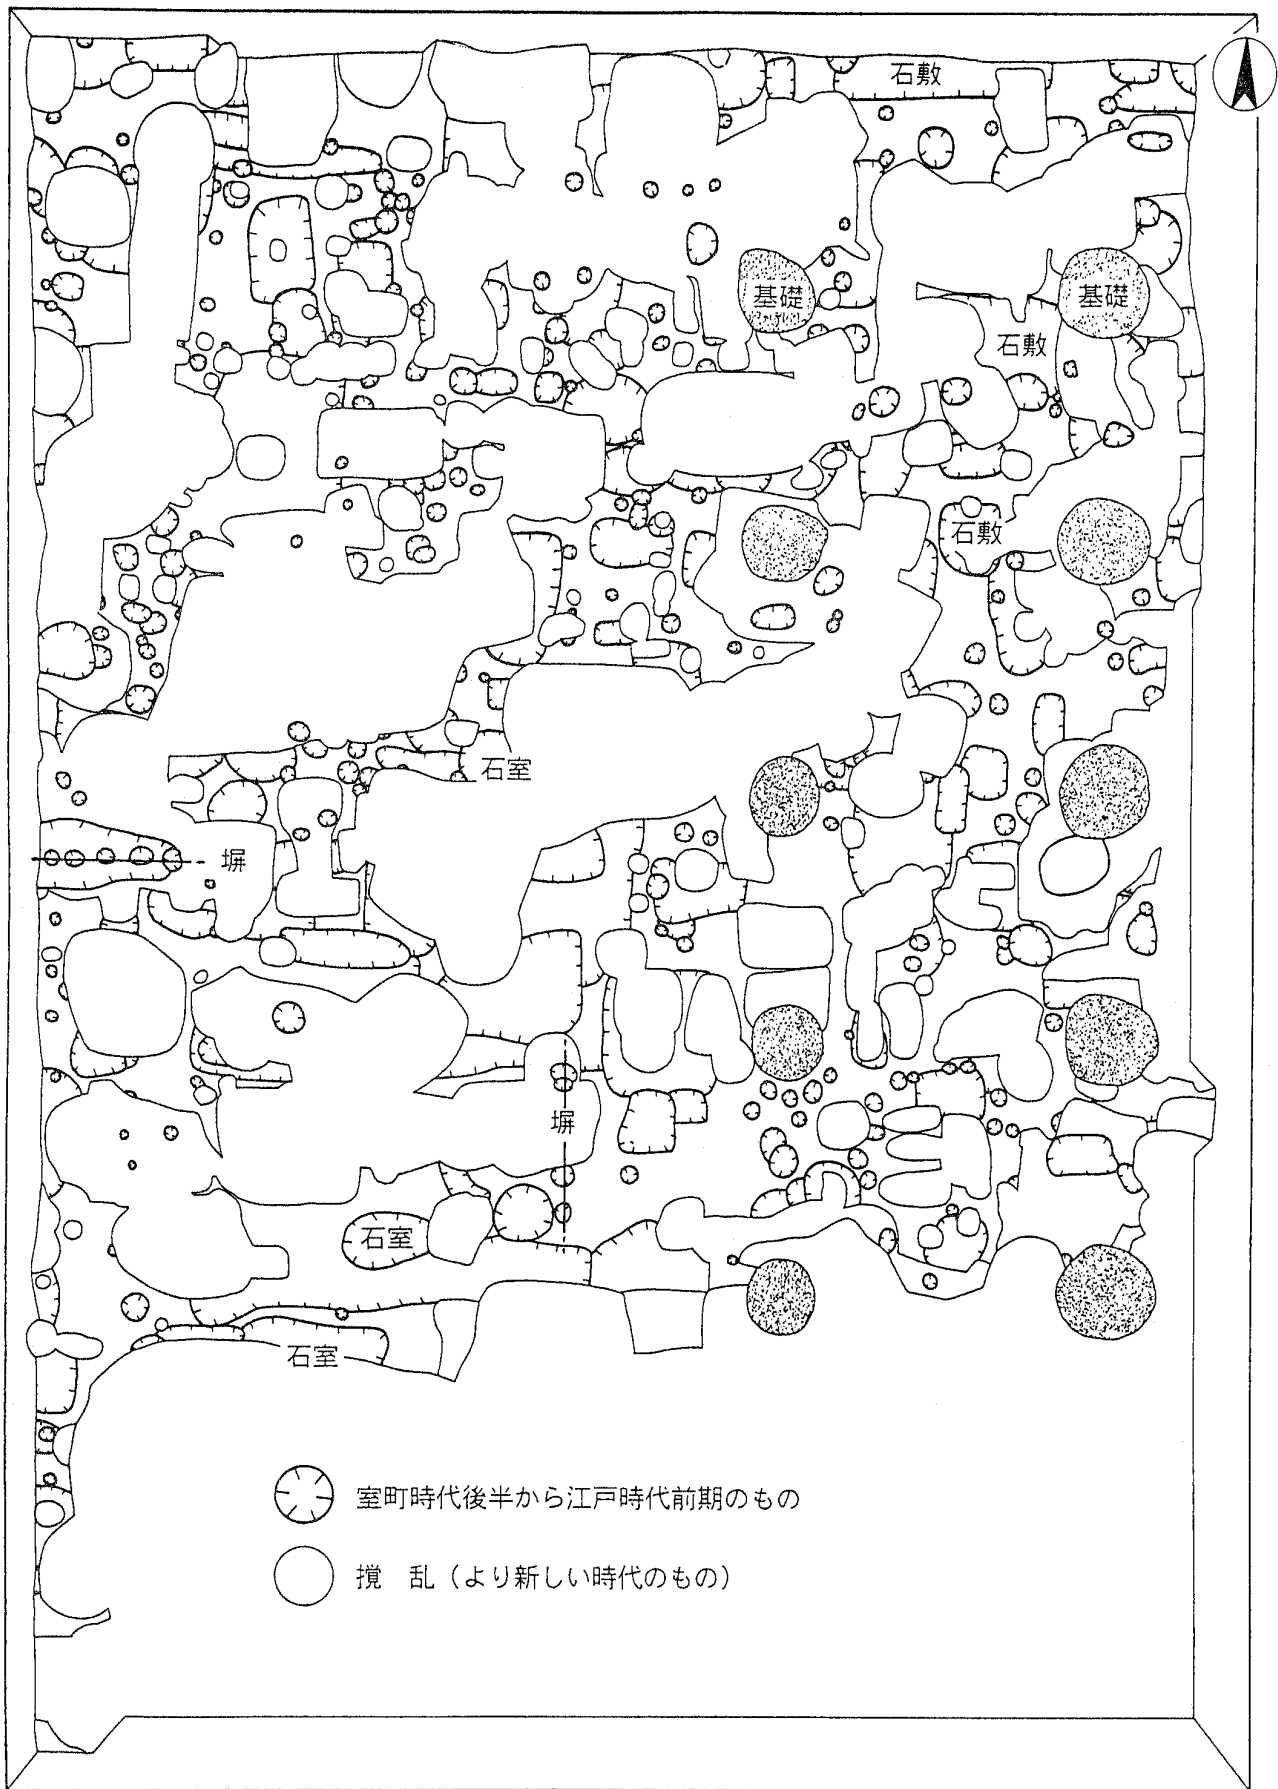 石敷
基礎
基礎
石敷
石敷
石室
塀
塀
石室
石室
室町時代後半から江戸時代前期のもの
撹 乱（より新しい時代のもの）